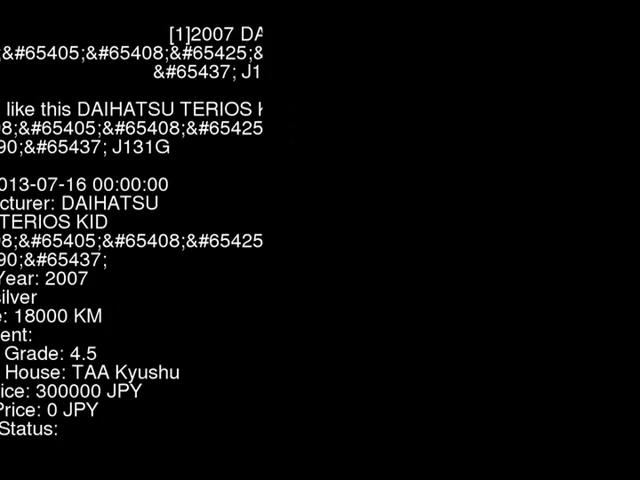 [1]2007 DA
;&#65405;&#65408;&#65425;&
&#65437; J1
like this DAIHATSU TERIOS K
8;&#65405;&#65408;&#65425
90;&#65437; J131G
013-07-16 00:00:00
cturer: DAIHATSU
TERIOS KID
8;&#65405;&#65408;&#65425
90;&#65437;
Year: 2007
silver
e: 18000 KM
ent:
Grade: 4.5
House: TAA Kyushu
ice: 300000 JPY
Price: 0 JPY
Status: